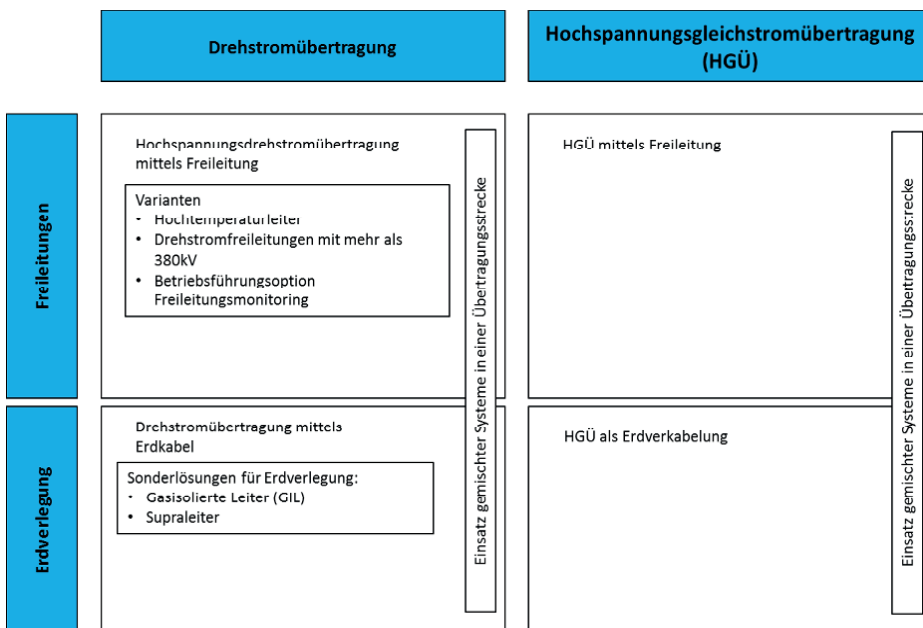 Drehstromübertragung
Hochspannungsgleichstromübertragung
(HGÜ)
Freileitungen
Hochspannungsdrehstromübertragung
mittels Freileitung
Varianten
• Hochtemperaturleiter
• Drehstromfreileitungen mit mehr als
380kV
• Betriebsführungsoption
Freileitungsmonitoring
Einsatz gemischter Systeme in einer Übertragungsstrecke
HGÜ mittels Freileitung
Einsatz gemischter Systeme in einer Übertragungsstrecke
Erdverlegung
Drehstromübertragung mittels
Erdkabel
Sonderlösungen für Erdverlegung:
• Gasisolierte Leiter (GIL)
• Supraleiter
HGÜ als Erdverkabelung